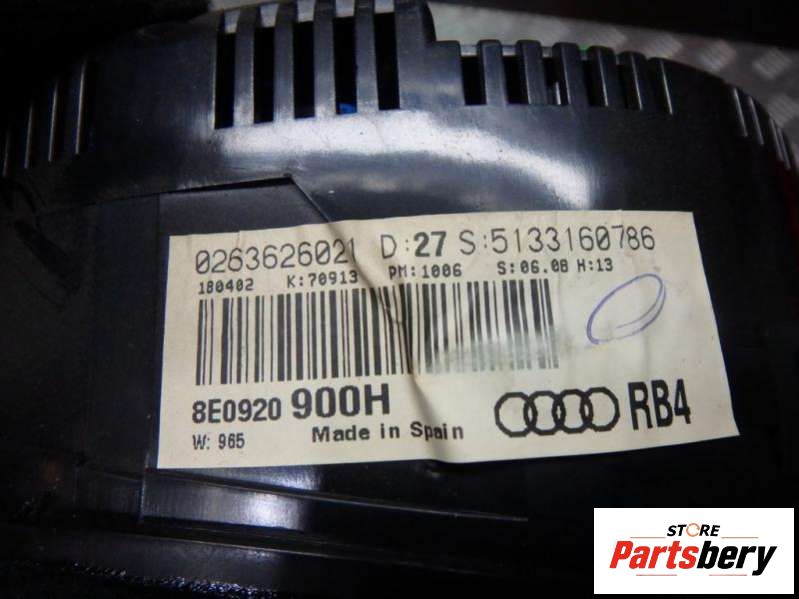 0263626021 D:27 S:5133160786
180402 K:70913 PM:1006 S:06.08 H:13
8E0920 900H RB4
W: 965 Made in Spain
STORE
Partsbery